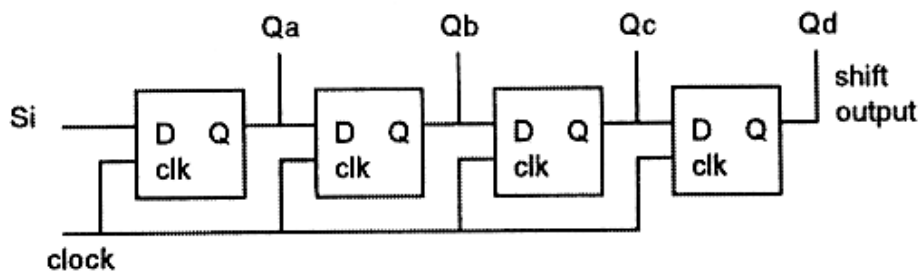 Qa Qb Qc Qd
shift
output
Si
D Q D Q D Q D Q
clk clk clk clk
clock